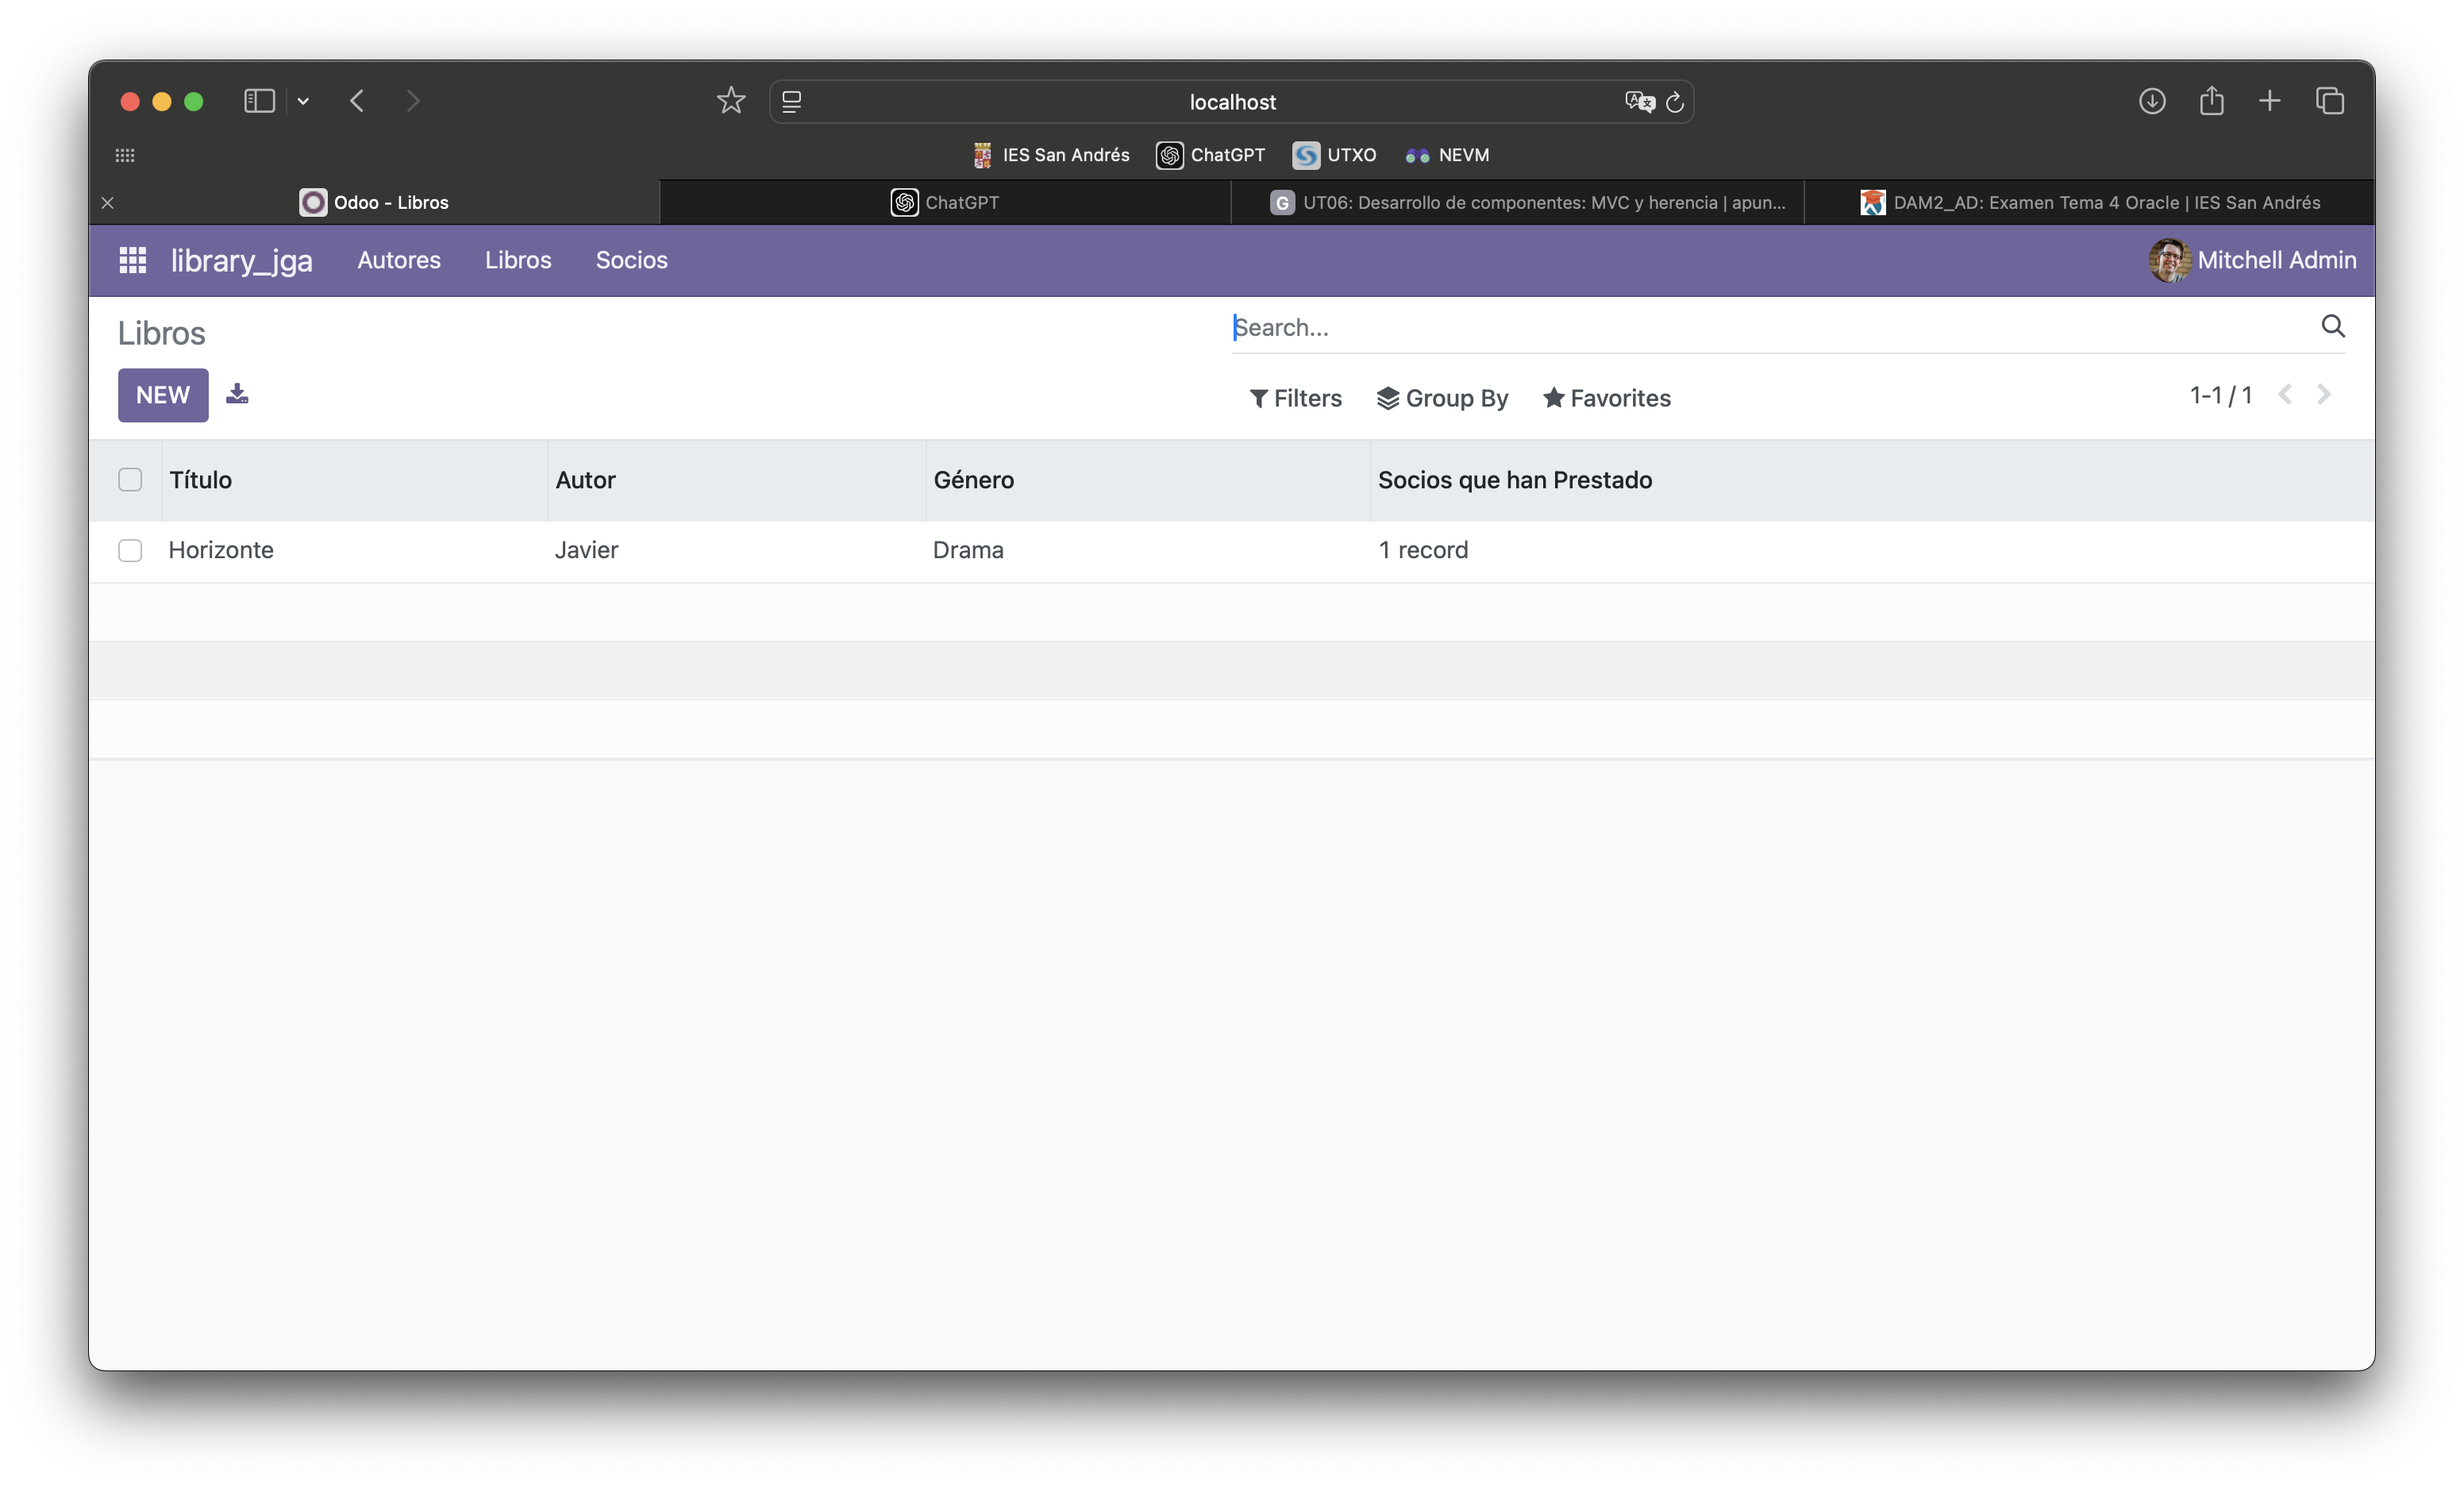 localhost
IES San Andrés ChatGPT UTXO NEVM
Odoo - Libros ChatGPT G UT06: Desarrollo de componentes: MVC y herencia | apun... DAM2_AD: Examen Tema 4 Oracle | IES San Andrés
library_jga Autores Libros Socios Mitchell Admin
Libros Search...
NEW Filters Group By Favorites 1-1 / 1
Título Autor Género Socios que han Prestado
Horizonte Javier Drama 1 record